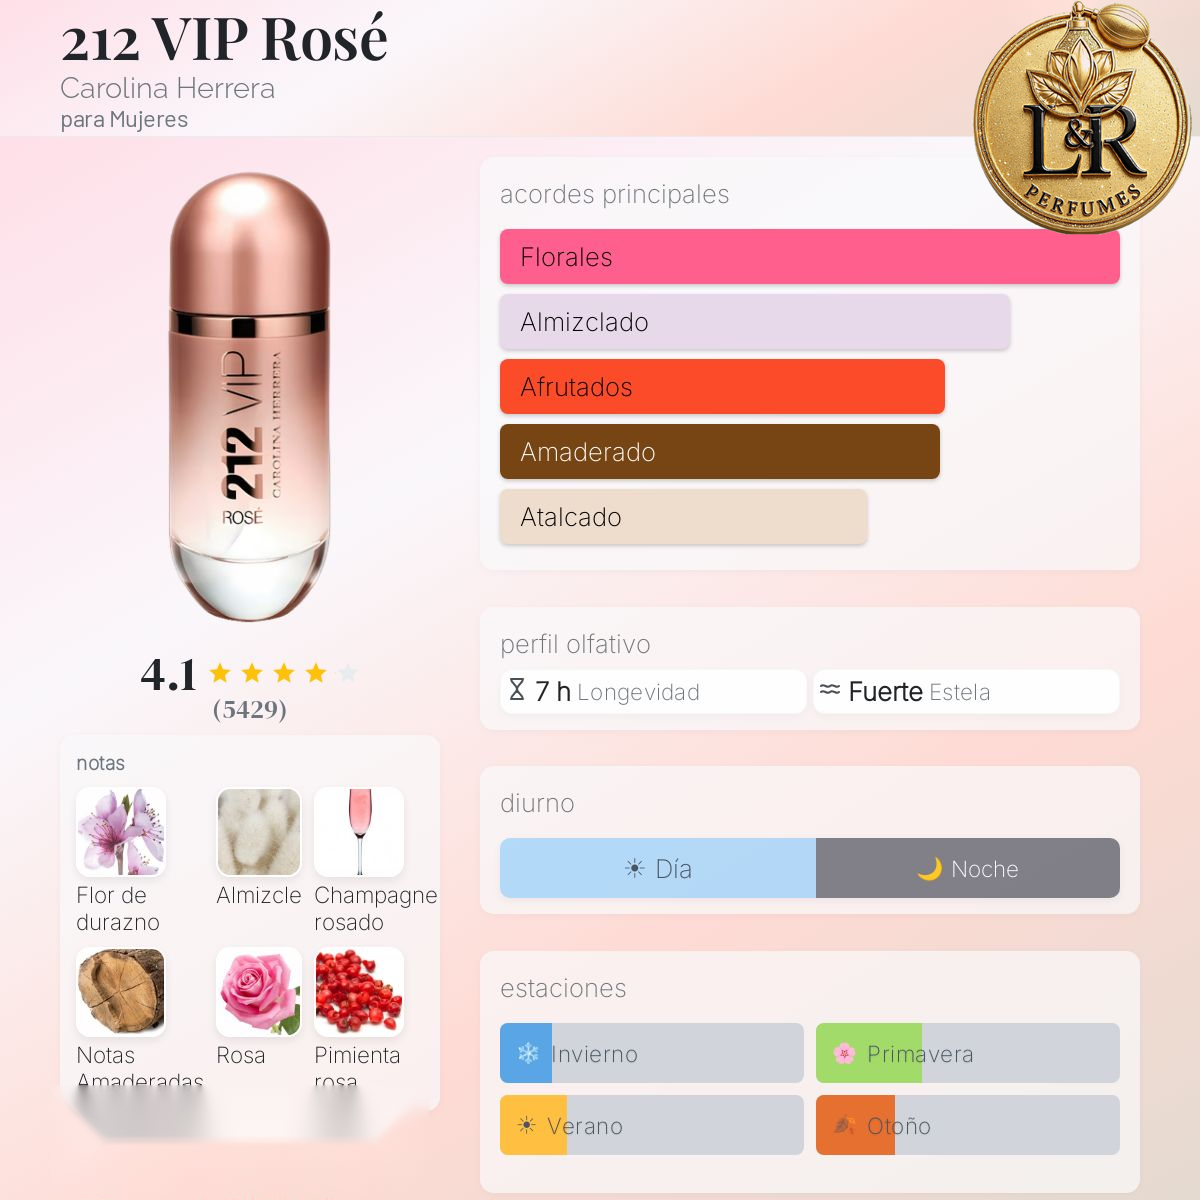 212 VIP Rosé
Carolina Herrera
para Mujeres
L&R
PERFUMES
acordes principales
Florales
Almizclado
Afrutados
Amaderado
Atalcado
212 VIP
ROSÉ
CAROLINA HERRERA
4.1
(5429)
notas
Flor de
durazno
Almizcle
Champagne
rosado
Notas
Amaderadas
Rosa
Pimienta
rosa
perfil olfativo
7 h Longevidad
Fuerte Estela
diurno
Día
Noche
estaciones
Invierno
Primavera
Verano
Otoño